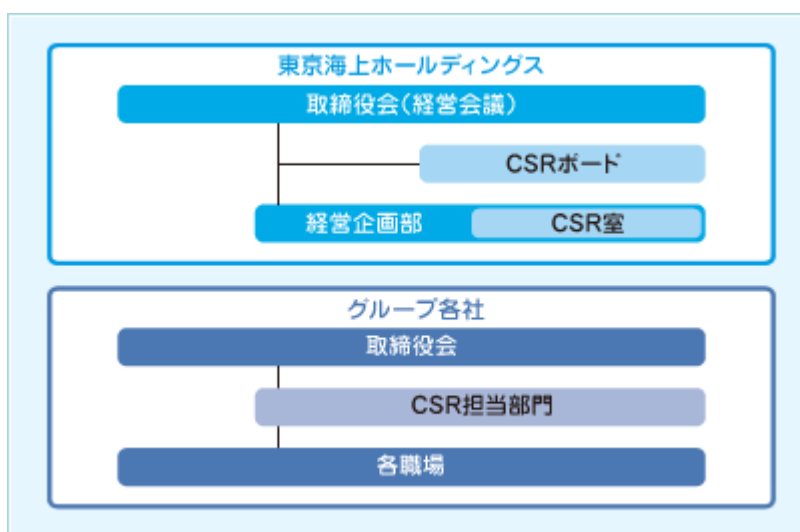 東京海上ホールディングス
取締役会(経営会議)
CSRボード
経営企画部 CSR室
グループ各社
取締役会
CSR担当部門
各職場